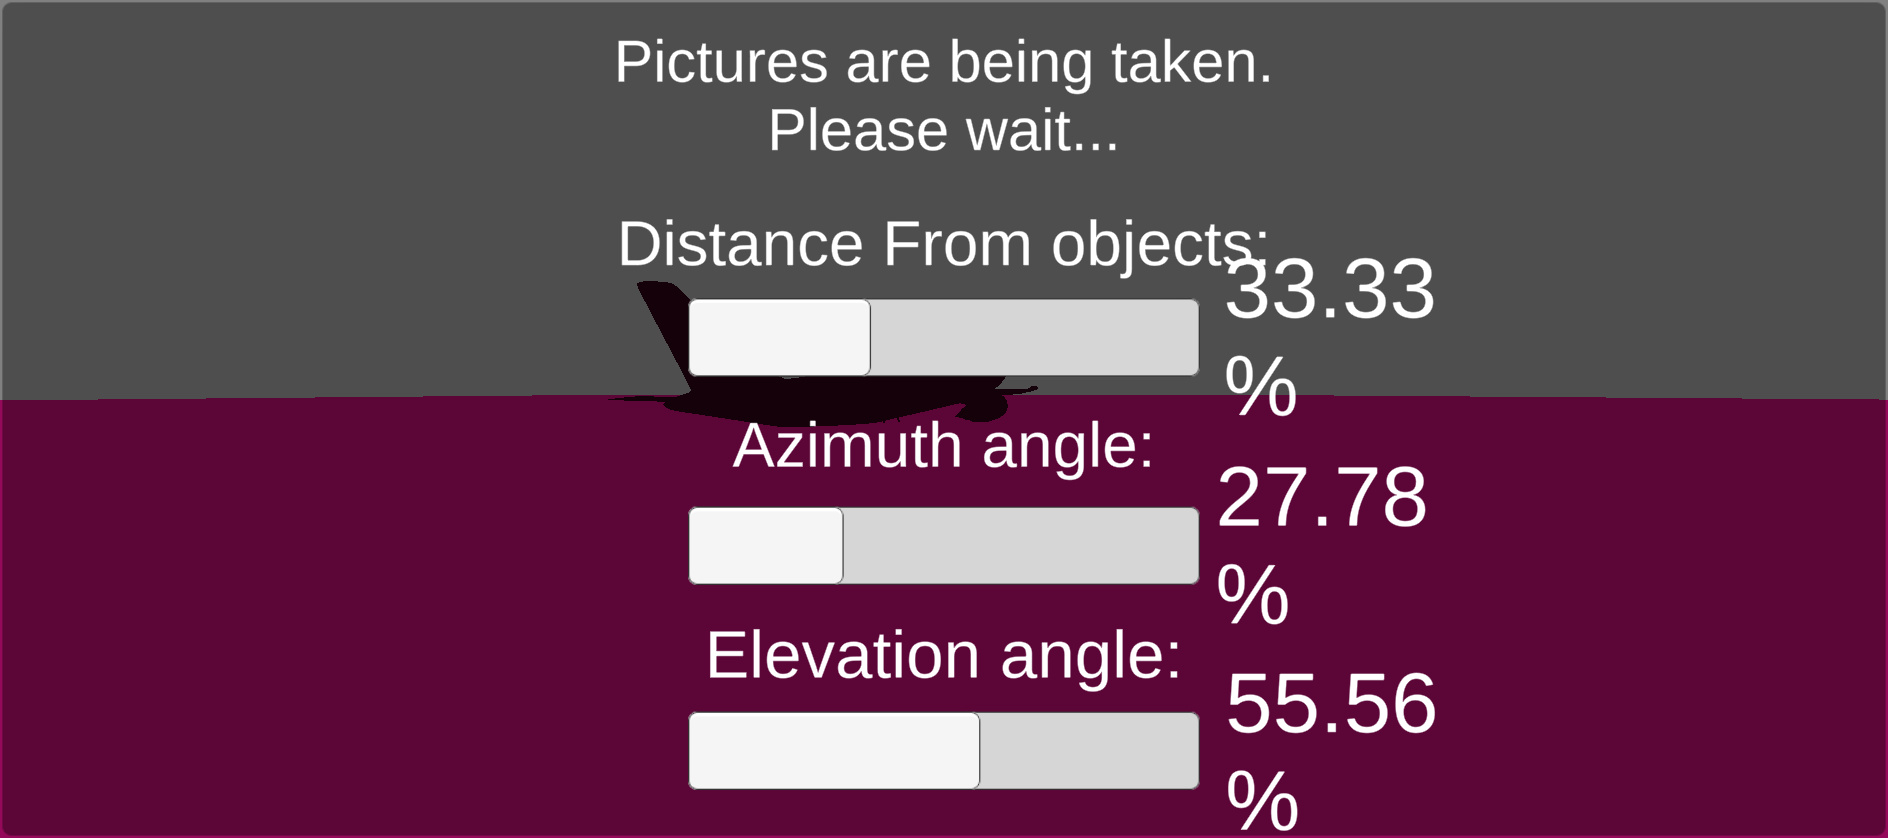 Pictures are being taken.
Please wait...
Distance From objects:
33.33
%
Azimuth angle:
27.78
%
Elevation angle:
55.56
%